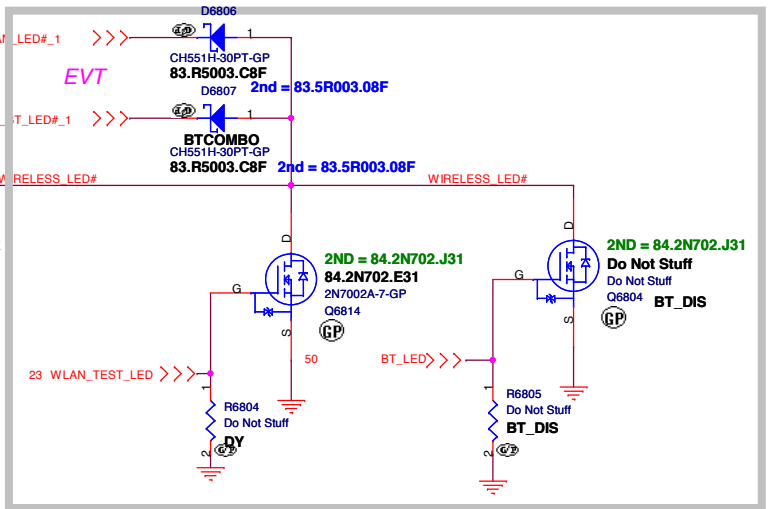 D6806
1
CH551H-30PT-GP
83.R5003.C8F
2nd = 83.5R003.08F
EVT
D6807
LED#_1
1
BTCOMBO
CH551H-30PT-GP
83.R5003.C8F
2nd = 83.5R003.08F
WIRELESS_LED#
WIRELESS_LED#
D
2ND = 84.2N702.J31
84.2N702.E31
2N7002A-7-GP
Q6814
GP
G
S
50
D
2ND = 84.2N702.J31
Do Not Stuff
Do Not Stuff
Q6804
BT_DIS
GP
G
S
23 WLAN_TEST_LED
1
R6804
Do Not Stuff
DY
2
BT_LED
1
R6805
Do Not Stuff
BT_DIS
2